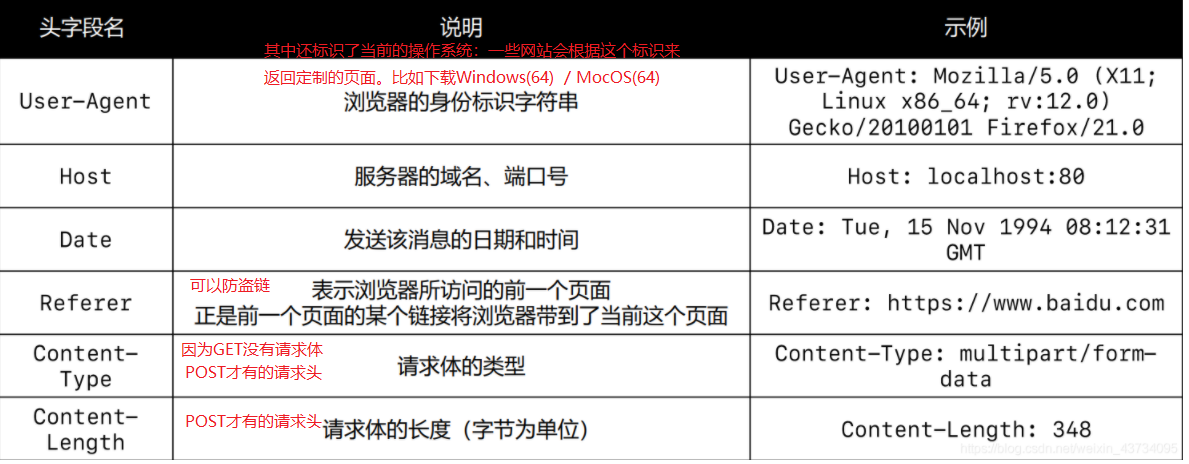 头字段名 说明 示例
其中还标识了当前的操作系统：一些网站会根据这个标识来
返回定制的页面。比如下载Windows(64) / MocOS(64)
User-Agent 浏览器的身份标识字符串 User-Agent: Mozilla/5.0 (X11;
Linux x86_64; rv:12.0)
Gecko/20100101 Firefox/21.0
Host 服务器的域名、端口号 Host: localhost:80
Date 发送该消息的日期和时间 Date: Tue, 15 Nov 1994 08:12:31
GMT
可以防盗链
Referer 表示浏览器所访问的前一个页面
正是前一个页面的某个链接将浏览器带到了当前这个页面 Referer: https://www.baidu.com
因为GET没有请求体
POST才有的请求头
Content-
Type 请求体的类型 Content-Type: multipart/form-
data
POST才有的请求头
Content-
Length 请求体的长度（字节为单位） Content-Length: 348
https://blog.csdn.net/weixin_43734095